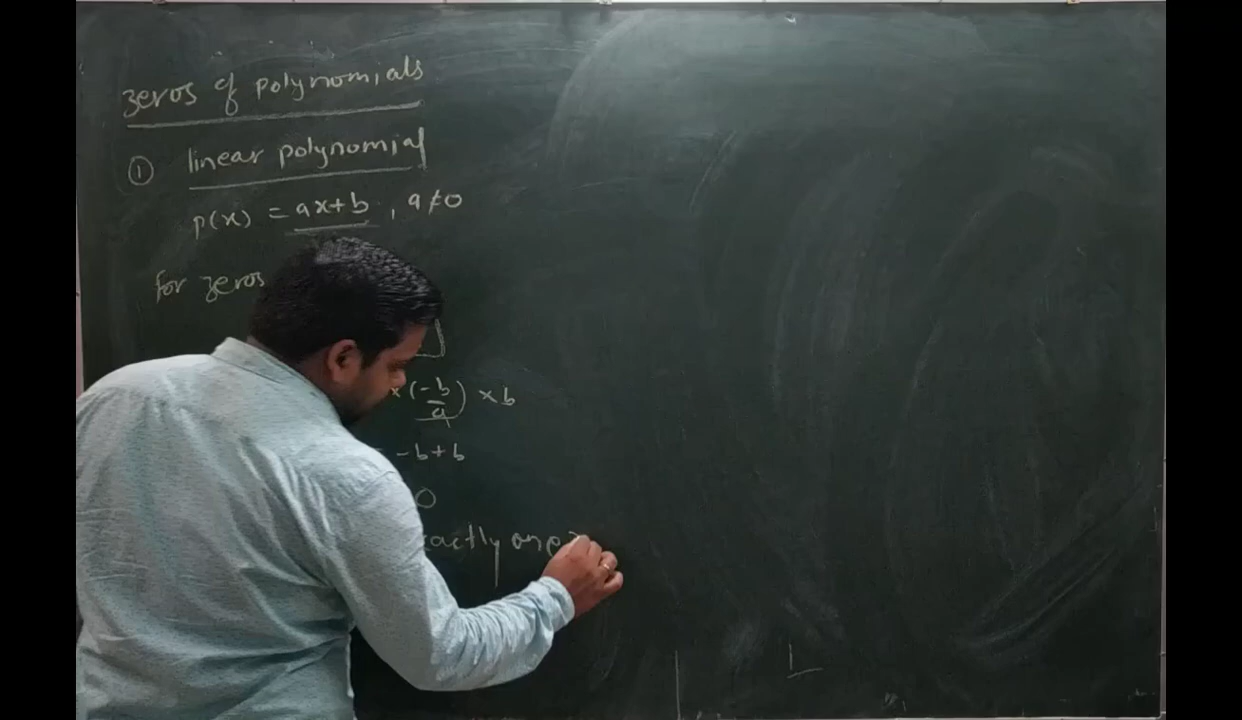 zeros of polynomials
① linear polynomial
p(x) = ax+b , a≠0
for zeros
×(-b/a) × b
-b+b
0
actly one